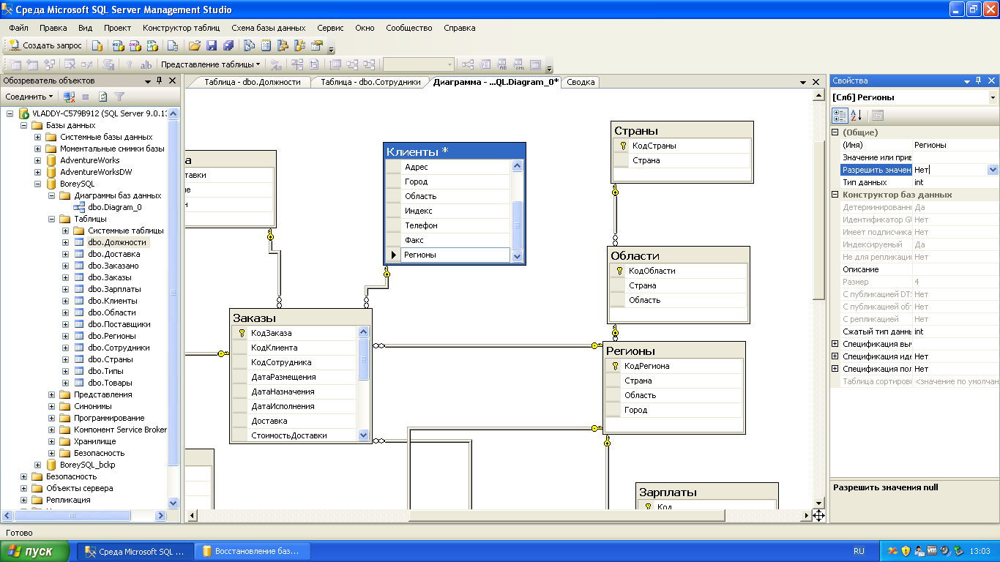 Среда Microsoft SQL Server Management Studio
Файл Правка Вид Проект Конструктор таблиц Схема базы данных Сервис Окно Сообщество Справка
Создать запрос
Представление таблицы
Обозреватель объектов
Соединить
VLADDY-C579B912 (SQL Server 9.0.13
Базы данных
Системные базы данных
Моментальные снимки базы
AdventureWorks
AdventureWorksDW
BoreySQL
Диаграммы баз данных
dbo.Diagram_0
Таблицы
Системные таблицы
dbo.Должности
dbo.Доставка
dbo.Заказано
dbo.Заказы
dbo.Зарплаты
dbo.Клиенты
dbo.Области
dbo.Поставщики
dbo.Регионы
dbo.Сотрудники
dbo.Страны
dbo.Типы
dbo.Товары
Представления
Синонимы
Программирование
Компонент Service Broker
Хранилище
Безопасность
BoreySQL_bckp
Безопасность
Объекты сервера
Репликация
Таблица - dbo.Должности Таблица - dbo.Сотрудники Диаграмма - ...QL.Diagram_0* Сводка
а
ставки
ие
н
Клиенты *
Адрес
Город
Область
Индекс
Телефон
Факс
Регионы
Страны
КодСтраны
Страна
Области
КодОбласти
Страна
Область
Заказы
КодЗаказа
КодКлиента
КодСотрудника
ДатаРазмещения
ДатаНазначения
ДатаИсполнения
Доставка
СтоимостьДоставки
Регионы
КодРегиона
Страна
Область
Город
Зарплаты
Код
Свойства
[Слб] Регионы
(Общие)
(Имя) Регионы
Значение или прив
Разрешить значен Нет
Тип данных int
Конструктор баз данных
Детерминированн Да
Идентификатор GU Нет
Имеет подписчика Нет
Индексируемый Да
Не для репликаци Нет
Описание
Размер 4
С публикацией DTS Нет
С публикацией об Нет
С репликацией Нет
Сжатый тип данны int
Спецификация выч
Спецификация иде Нет
Спецификация пол Нет
Таблица сортиров <значение по умолчан
Разрешить значения null
Готово
пуск
Среда Microsoft SQL ...
Восстановление баз...
RU
13:03